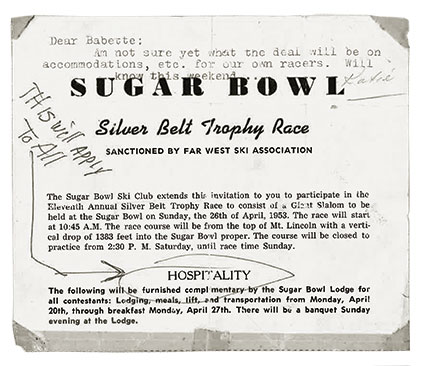 Dear Babette:
Am not sure yet what the deal will be on
accommodations, etc. for our own racers. Will
know this weekend...
Katie
SUGAR BOWL
Silver Belt Trophy Race
SANCTIONED BY FAR WEST SKI ASSOCIATION
THIS will APPLY
To All
The Sugar Bowl Ski Club extends this invitation to you to participate in the
Eleventh Annual Silver Belt Trophy Race to consist of a Giant Slalom to be
held at the Sugar Bowl on Sunday, the 26th of April, 1953. The race will start
at 10:45 A.M. The race course will be from the top of Mt. Lincoln with a verti-
cal drop of 1383 feet into the Sugar Bowl proper. The course will be closed to
practice from 2:30 P. M. Saturday, until race time Sunday.
HOSPITALITY
The following will be furnished complimentary by the Sugar Bowl Lodge for
all contestants: Lodging, meals, lift, and transportation from Monday, April
20th, through breakfast Monday, April 27th. There will be a banquet Sunday
evening at the Lodge.